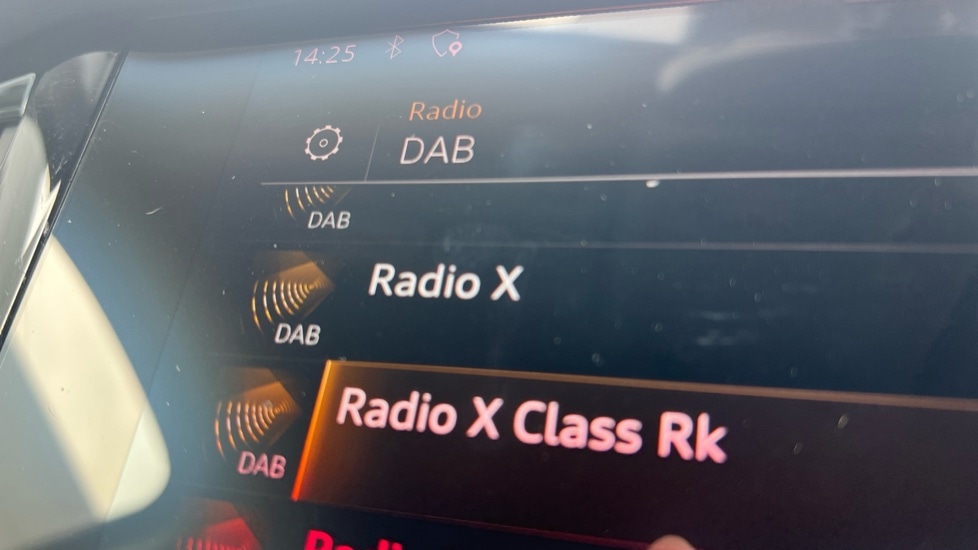 14:25
Radio
DAB
DAB
Radio X
DAB
Radio X Class Rk
DAB